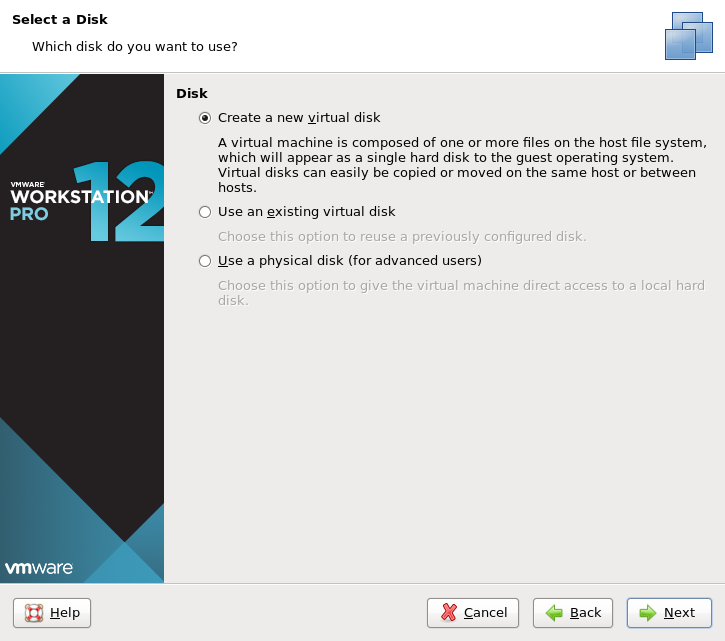 Select a Disk
Which disk do you want to use?
VMWARE
WORKSTATION™
PRO
12
vmware
Disk
Create a new virtual disk
A virtual machine is composed of one or more files on the host file system,
which will appear as a single hard disk to the guest operating system.
Virtual disks can easily be copied or moved on the same host or between
hosts.
Use an existing virtual disk
Choose this option to reuse a previously configured disk.
Use a physical disk (for advanced users)
Choose this option to give the virtual machine direct access to a local hard
disk.
Help
Cancel
Back
Next